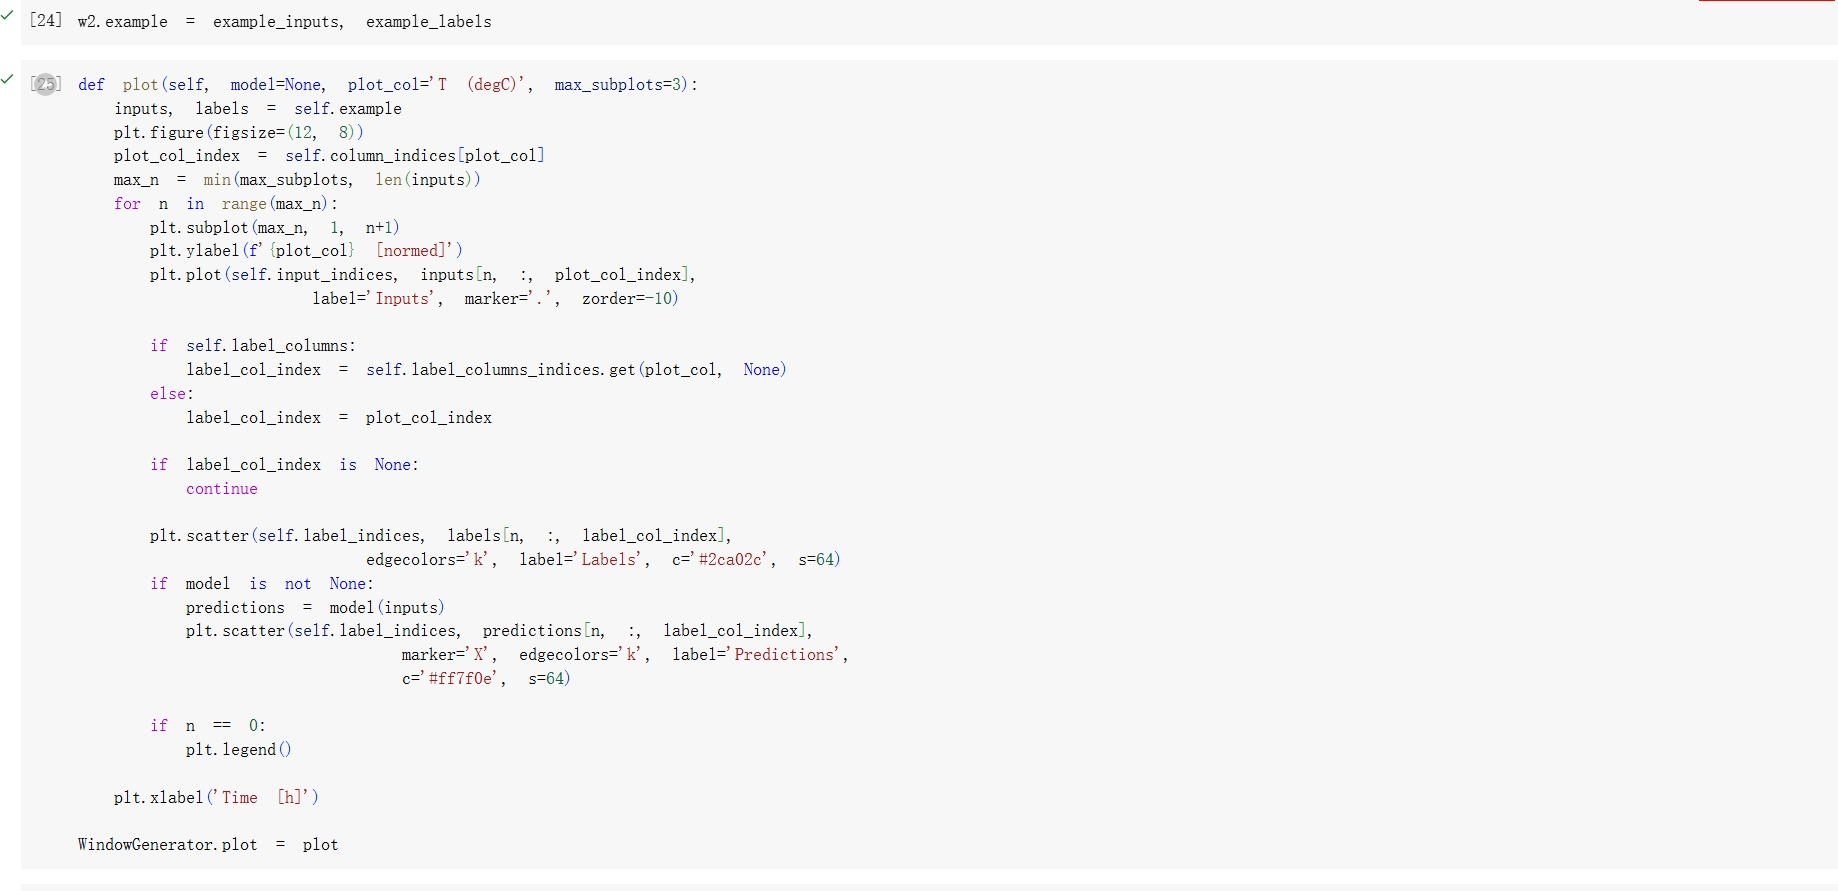 [24] w2.example = example_inputs, example_labels
[25] def plot(self, model=None, plot_col='T (degC)', max_subplots=3):
inputs, labels = self.example
plt.figure(figsize=(12, 8))
plot_col_index = self.column_indices[plot_col]
max_n = min(max_subplots, len(inputs))
for n in range(max_n):
plt.subplot(max_n, 1, n+1)
plt.ylabel(f'{plot_col} [normed]')
plt.plot(self.input_indices, inputs[n, :, plot_col_index],
label='Inputs', marker='.', zorder=-10)
if self.label_columns:
label_col_index = self.label_columns_indices.get(plot_col, None)
else:
label_col_index = plot_col_index
if label_col_index is None:
continue
plt.scatter(self.label_indices, labels[n, :, label_col_index],
edgecolors='k', label='Labels', c='#2ca02c', s=64)
if model is not None:
predictions = model(inputs)
plt.scatter(self.label_indices, predictions[n, :, label_col_index],
marker='X', edgecolors='k', label='Predictions',
c='#ff7f0e', s=64)
if n == 0:
plt.legend()
plt.xlabel('Time [h]')
WindowGenerator.plot = plot